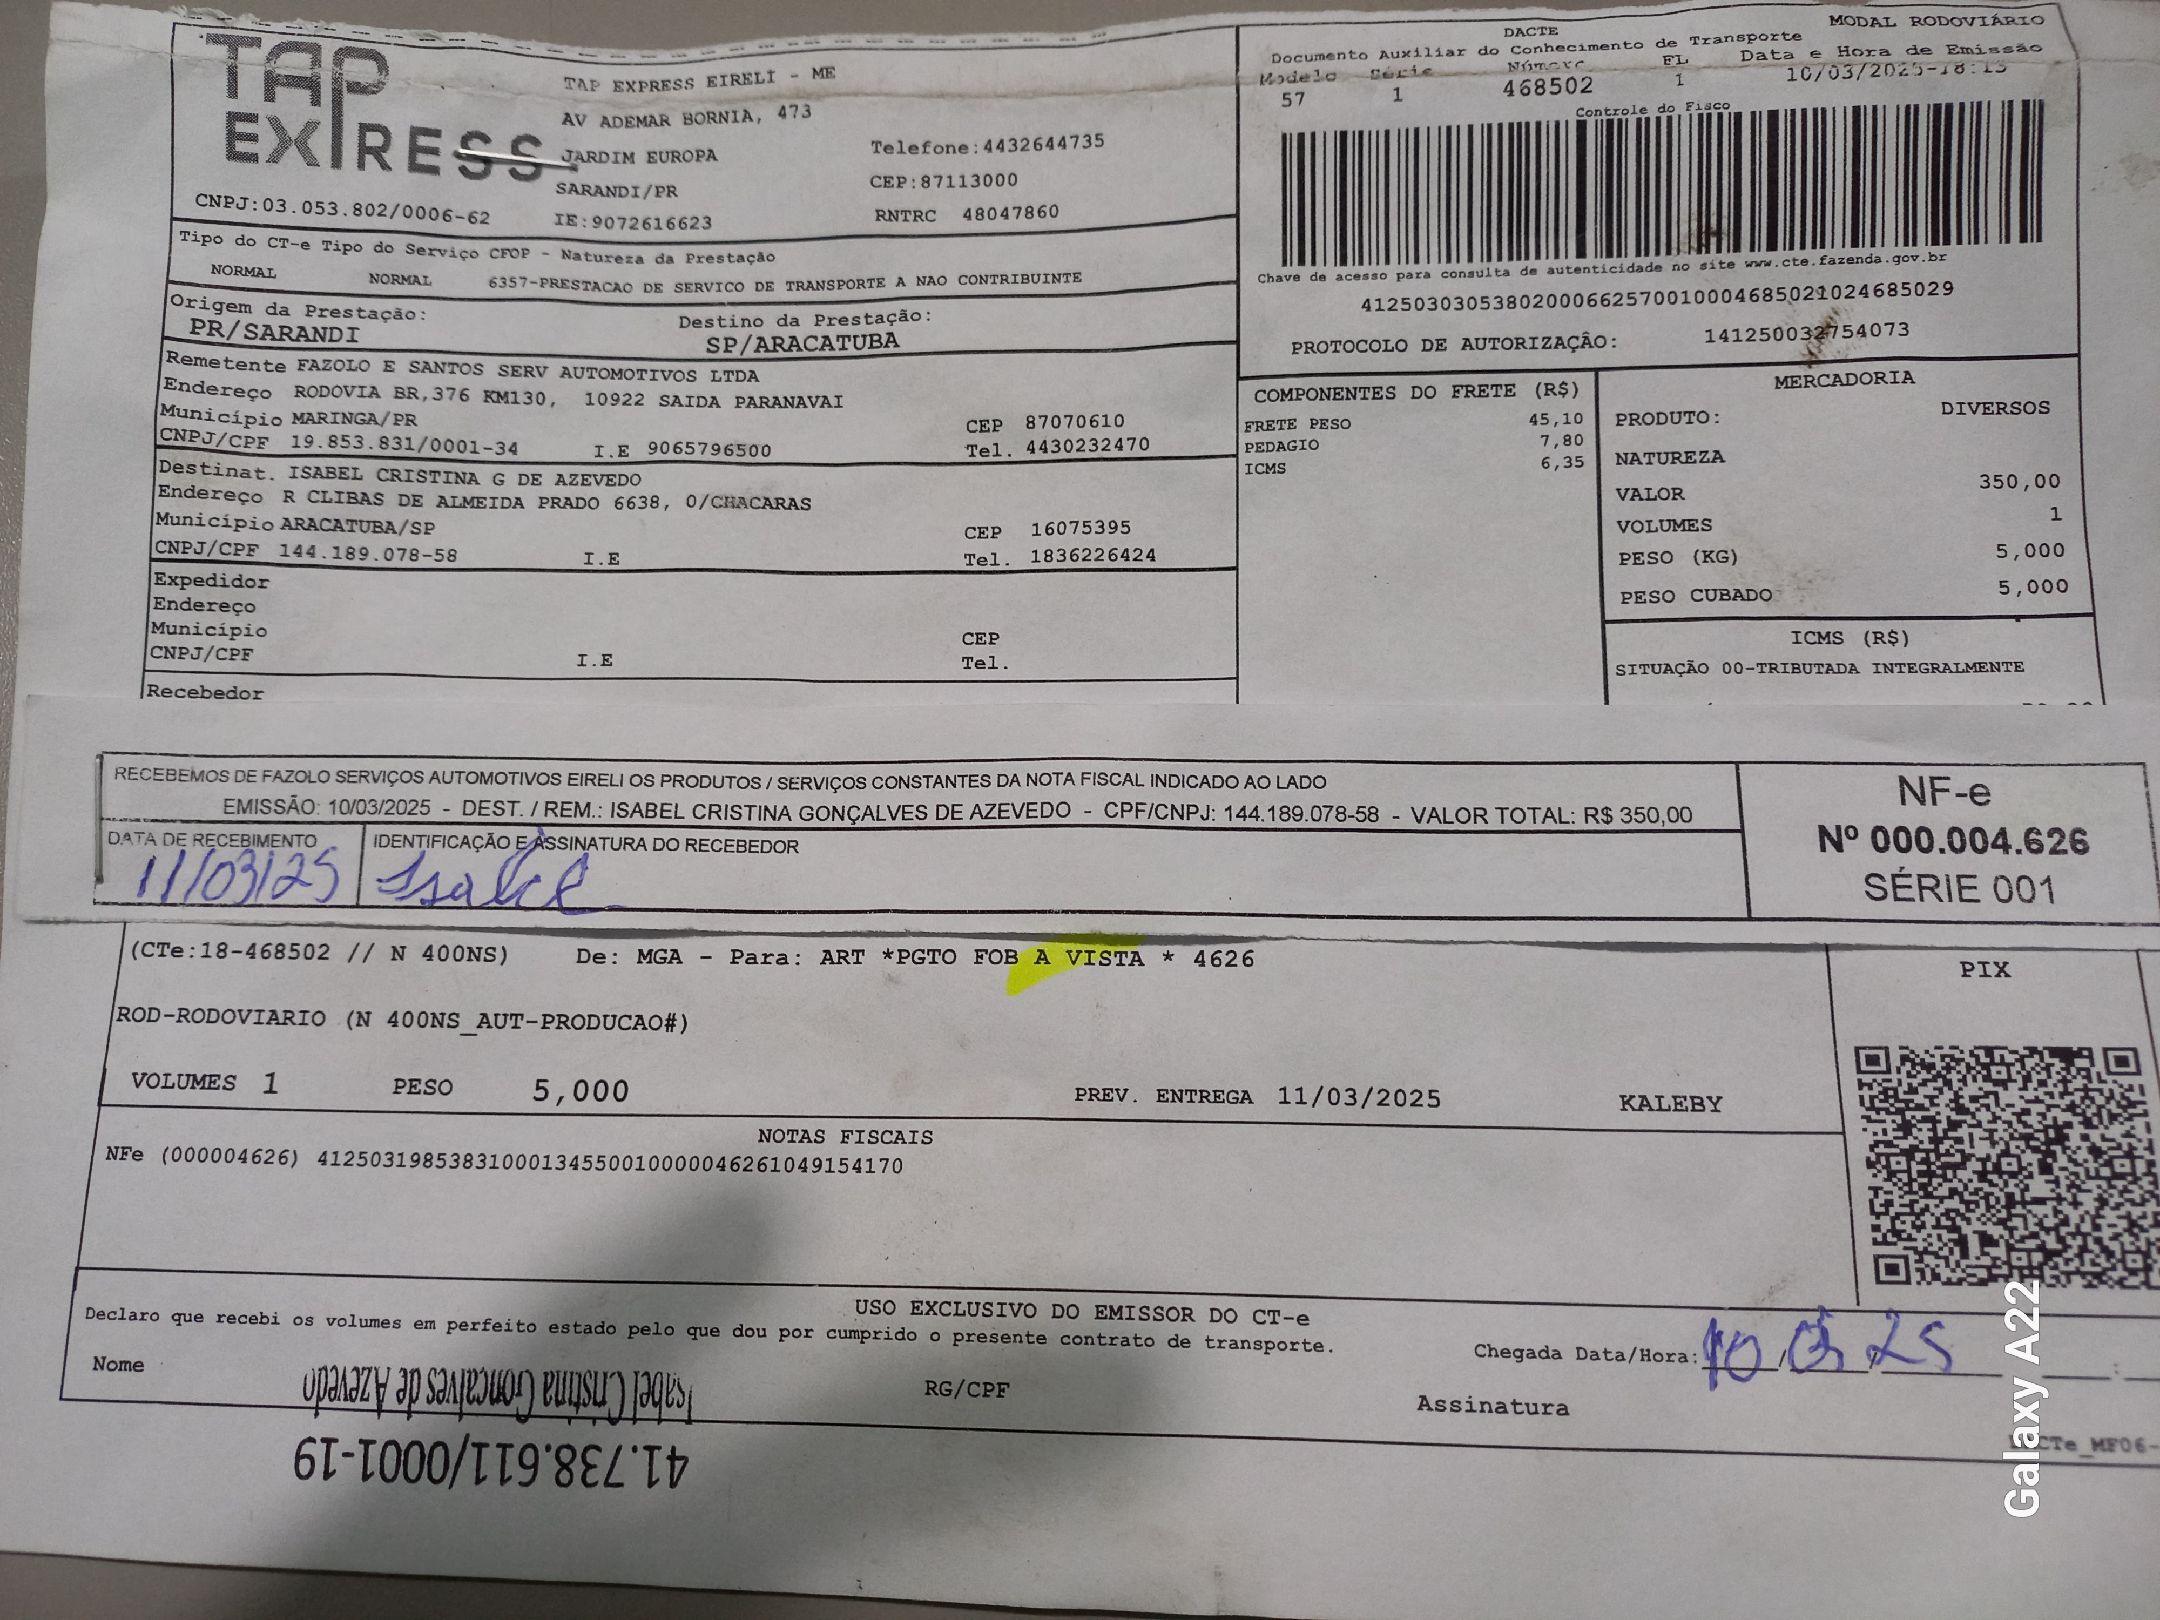 TAP EXPRESS
TAP EXPRESS EIRELI - ME
AV ADEMAR BORNIA, 473
JARDIM EUROPA
SARANDI/PR
IE:9072616623
Telefone:4432644735
CEP:87113000
RNTRC 48047860
CNPJ:03.053.802/0006-62
DACTE
MODAL RODOVIÁRIO
Documento Auxiliar do Conhecimento de Transporte
Modelo Série Número FL Data e Hora de Emissão
57 1 468502 1 10/03/2025-18:13
Controle do Fisco
Chave de acesso para consulta de autenticidade no site www.cte.fazenda.gov.br
41250303053802000662570010004685021024685029
PROTOCOLO DE AUTORIZAÇÂO: 141250032754073
Tipo do CT-e Tipo do Serviço CFOP - Natureza da Prestação
NORMAL NORMAL 6357-PRESTACAO DE SERVICO DE TRANSPORTE A NAO CONTRIBUINTE
Origem da Prestação: Destino da Prestação:
PR/SARANDI SP/ARACATUBA
Remetente FAZOLO E SANTOS SERV AUTOMOTIVOS LTDA
Endereço RODOVIA BR,376 KM130, 10922 SAIDA PARANAVAI
Município MARINGA/PR CEP 87070610
CNPJ/CPF 19.853.831/0001-34 I.E 9065796500 Tel. 4430232470
Destinat. ISABEL CRISTINA G DE AZEVEDO
Endereço R CLIBAS DE ALMEIDA PRADO 6638, 0/CHACARAS
Município ARACATUBA/SP CEP 16075395
CNPJ/CPF 144.189.078-58 I.E Tel. 1836226424
Expedidor
Endereço
Município CEP
CNPJ/CPF I.E Tel.
Recebedor
COMPONENTES DO FRETE (R$)
FRETE PESO 45,10
PEDAGIO 7,80
ICMS 6,35
MERCADORIA
PRODUTO: DIVERSOS
NATUREZA
VALOR 350,00
VOLUMES 1
PESO (KG) 5,000
PESO CUBADO 5,000
ICMS (R$)
SITUAÇÃO 00-TRIBUTADA INTEGRALMENTE
RECEBEMOS DE FAZOLO SERVIÇOS AUTOMOTIVOS EIRELI OS PRODUTOS / SERVIÇOS CONSTANTES DA NOTA FISCAL INDICADO AO LADO
EMISSÃO: 10/03/2025 - DEST. / REM.: ISABEL CRISTINA GONÇALVES DE AZEVEDO - CPF/CNPJ: 144.189.078-58 - VALOR TOTAL: R$ 350,00
DATA DE RECEBIMENTO IDENTIFICAÇÃO E ASSINATURA DO RECEBEDOR
11/03/25 Isabel
NF-e
Nº 000.004.626
SÉRIE 001
(CTe:18-468502 // N 400NS) De: MGA - Para: ART *PGTO FOB A VISTA * 4626
ROD-RODOVIARIO (N 400NS_AUT-PRODUCAO#)
VOLUMES 1 PESO 5,000 PREV. ENTREGA 11/03/2025 KALEBY
PIX
NOTAS FISCAIS
NFe (000004626) 41250319853831000134550010000046261049154170
USO EXCLUSIVO DO EMISSOR DO CT-e
Declaro que recebi os volumes em perfeito estado pelo que dou por cumprido o presente contrato de transporte.
Nome RG/CPF
Chegada Data/Hora: 10 03 25
Assinatura
Isabel Cristina Goncalves de Azevedo
41.738.611/0001-19
Galaxy A22